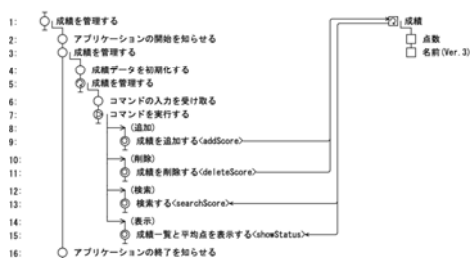 1: 成績を管理する 成績
2: アプリケーションの開始を知らせる 点数
3: 成績を管理する 名前(Ver.3)
4: 成績データを初期化する
5: 成績を管理する
6: コマンドの入力を受け取る
7: コマンドを実行する
8: (追加)
9: 成績を追加する<addScore>
10: (削除)
11: 成績を削除する<deleteScore>
12: (検索)
13: 検索する<searchScore>
14: (表示)
15: 成績一覧と平均点を表示する<showStatus>
16: アプリケーションの終了を知らせる